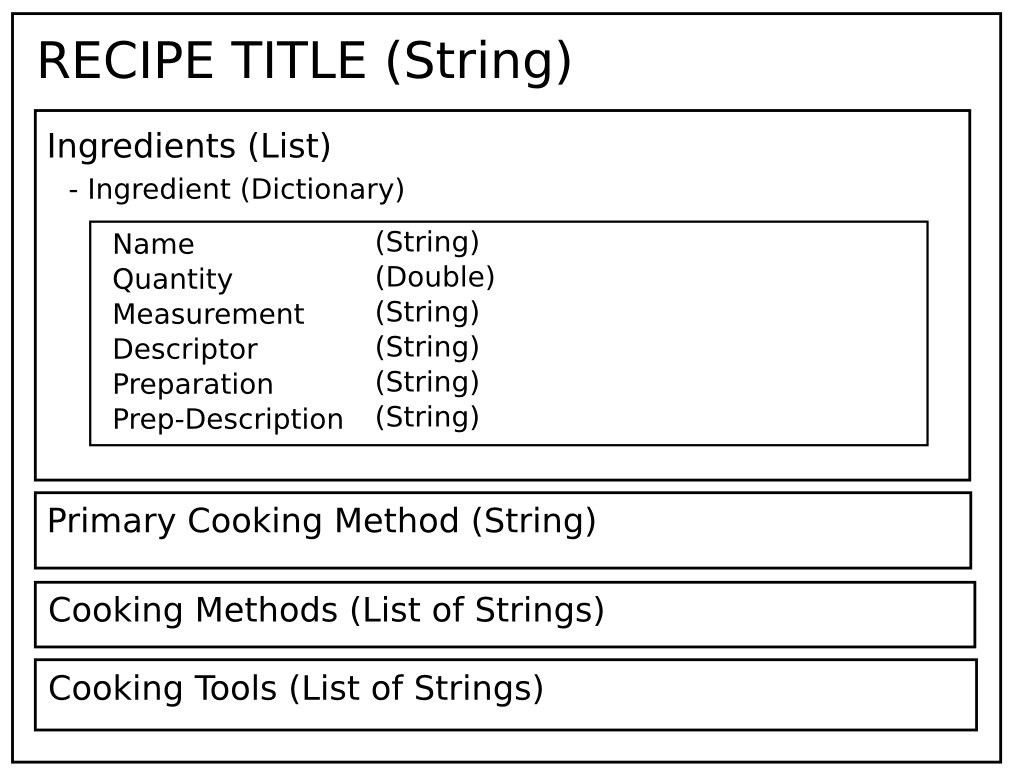 RECIPE TITLE (String)
Ingredients (List)
- Ingredient (Dictionary)
Name (String)
Quantity (Double)
Measurement (String)
Descriptor (String)
Preparation (String)
Prep-Description (String)
Primary Cooking Method (String)
Cooking Methods (List of Strings)
Cooking Tools (List of Strings)